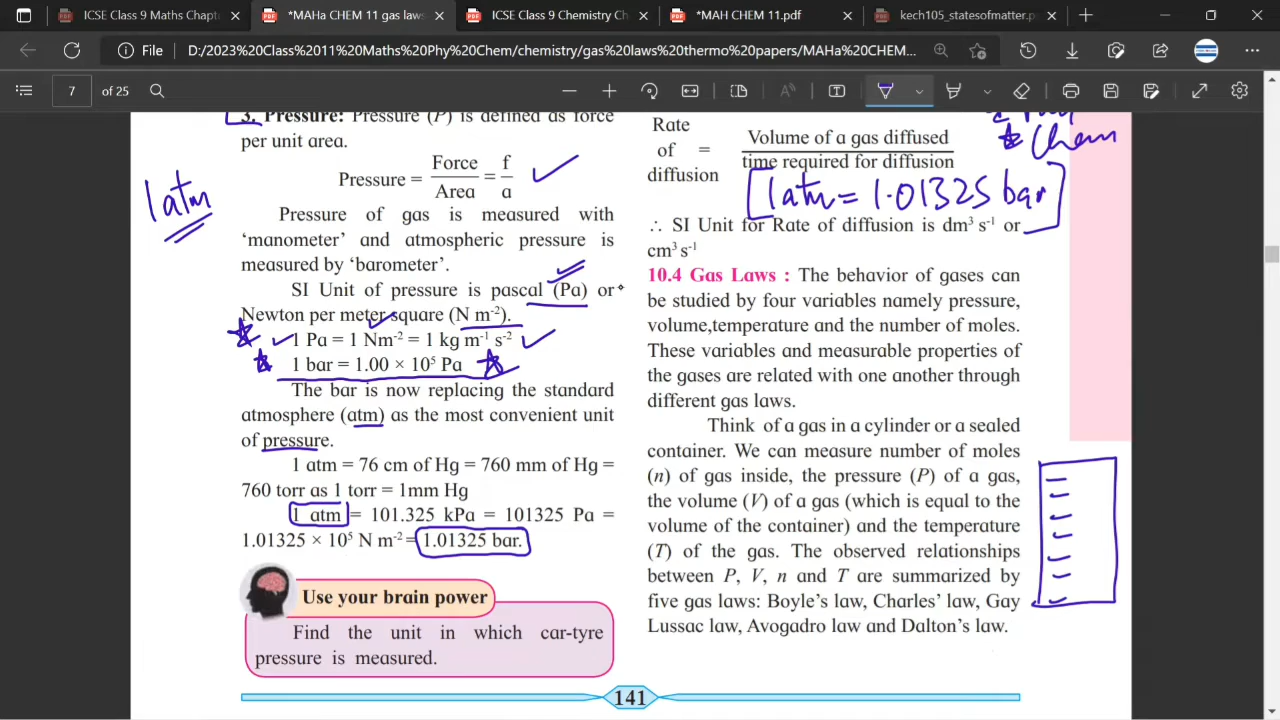 ICSE Class 9 Maths Chapt
*MAHa CHEM 11 gas laws
ICSE Class 9 Chemistry Ch
*MAH CHEM 11.pdf
kech105_statesofmatter.p
File
D:/2023%20Class%2011%20Maths%20Phy%20Chem/chemistry/gas%20laws%20thermo%20papers/MAHa%20CHEM...
7 of 25
3. Pressure: Pressure (P) is defined as force
per unit area.
Pressure = Force/Area = f/a
1 atm
Pressure of gas is measured with
‘manometer’ and atmospheric pressure is
measured by ‘barometer’.
SI Unit of pressure is pascal (Pa) or
Newton per meter square (N m⁻²).
1 Pa = 1 Nm⁻² = 1 kg m⁻¹ s⁻²
1 bar = 1.00 × 10⁵ Pa
The bar is now replacing the standard
atmosphere (atm) as the most convenient unit
of pressure.
1 atm = 76 cm of Hg = 760 mm of Hg =
760 torr as 1 torr = 1mm Hg
1 atm = 101.325 kPa = 101325 Pa =
1.01325 × 10⁵ N m⁻² = 1.01325 bar.
Use your brain power
Find the unit in which car-tyre
pressure is measured.
Chem
Rate of diffusion = Volume of a gas diffused/time required for diffusion
1 atm = 1.01325 bar
∴ SI Unit for Rate of diffusion is dm³ s⁻¹ or
cm³ s⁻¹
10.4 Gas Laws : The behavior of gases can
be studied by four variables namely pressure,
volume,temperature and the number of moles.
These variables and measurable properties of
the gases are related with one another through
different gas laws.
Think of a gas in a cylinder or a sealed
container. We can measure number of moles
(n) of gas inside, the pressure (P) of a gas,
the volume (V) of a gas (which is equal to the
volume of the container) and the temperature
(T) of the gas. The observed relationships
between P, V, n and T are summarized by
five gas laws: Boyle’s law, Charles’ law, Gay
Lussac law, Avogadro law and Dalton’s law.
141